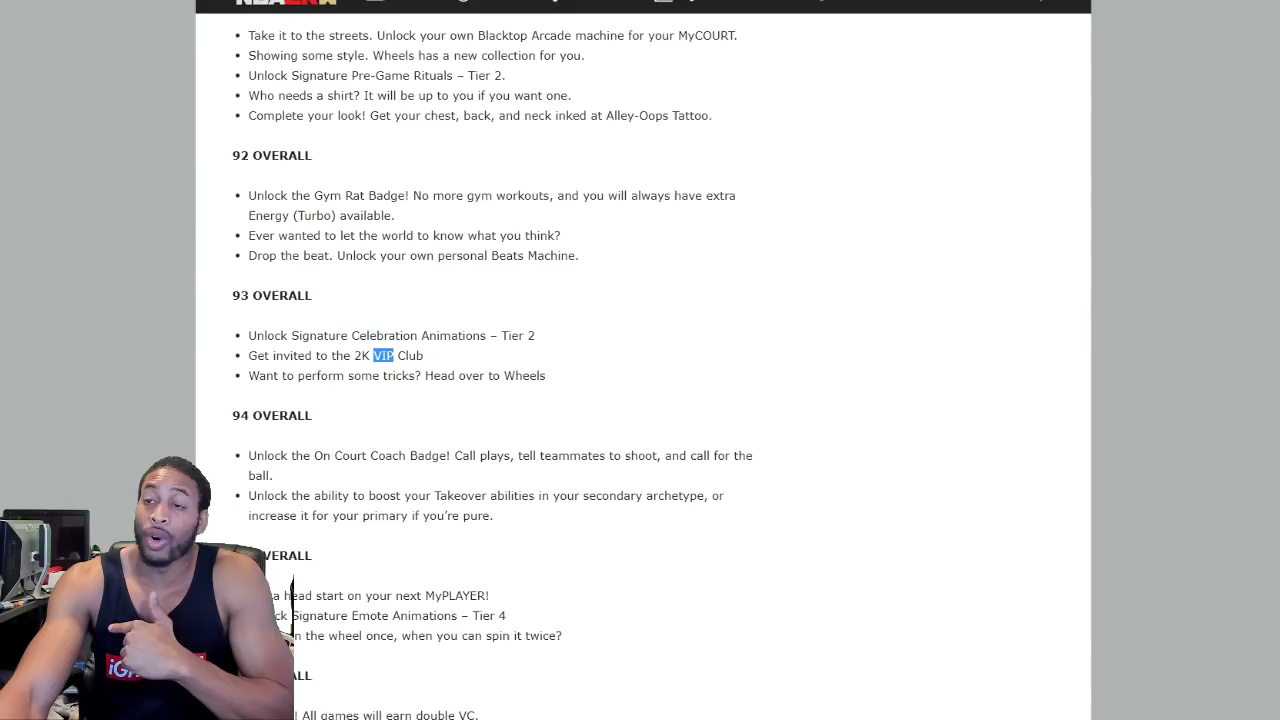 Take it to the streets. Unlock your own Blacktop Arcade machine for your MyCOURT.
Showing some style. Wheels has a new collection for you.
Unlock Signature Pre-Game Rituals – Tier 2.
Who needs a shirt? It will be up to you if you want one.
Complete your look! Get your chest, back, and neck inked at Alley-Oops Tattoo.
92 OVERALL
Unlock the Gym Rat Badge! No more gym workouts, and you will always have extra
Energy (Turbo) available.
Ever wanted to let the world to know what you think?
Drop the beat. Unlock your own personal Beats Machine.
93 OVERALL
Unlock Signature Celebration Animations – Tier 2
Get invited to the 2K VIP Club
Want to perform some tricks? Head over to Wheels
94 OVERALL
Unlock the On Court Coach Badge! Call plays, tell teammates to shoot, and call for the
ball.
Unlock the ability to boost your Takeover abilities in your secondary archetype, or
increase it for your primary if you’re pure.
a head start on your next MyPLAYER!
Signature Emote Animations – Tier 4
the wheel once, when you can spin it twice?
All games will earn double VC.